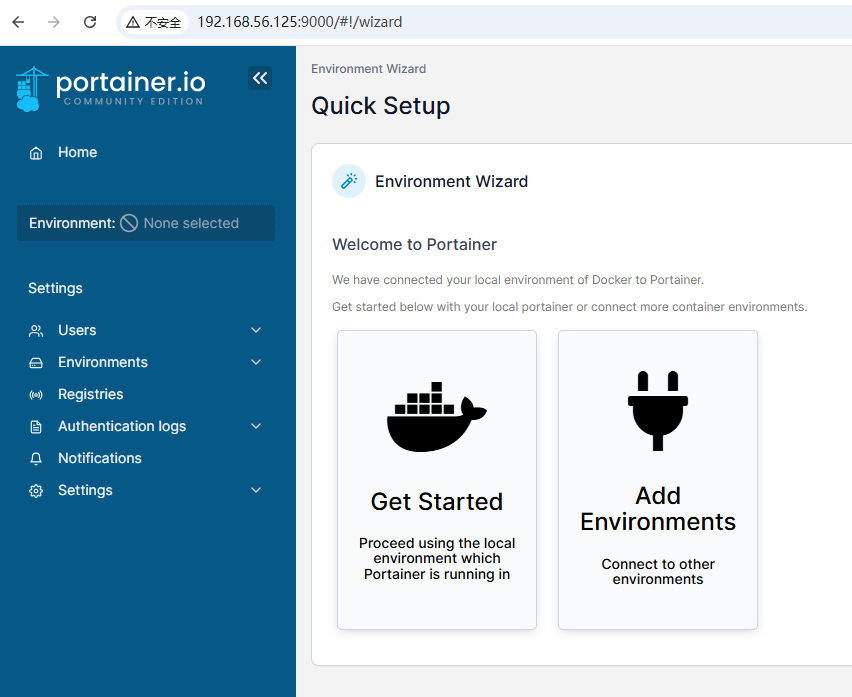 不安全 192.168.56.125:9000/#!/wizard
portainer.io
COMMUNITY EDITION
Home
Environment: None selected
Settings
Users
Environments
Registries
Authentication logs
Notifications
Settings
Environment Wizard
Quick Setup
Environment Wizard
Welcome to Portainer
We have connected your local environment of Docker to Portainer.
Get started below with your local portainer or connect more container environments.
Get Started
Proceed using the local
environment which
Portainer is running in
Add
Environments
Connect to other
environments